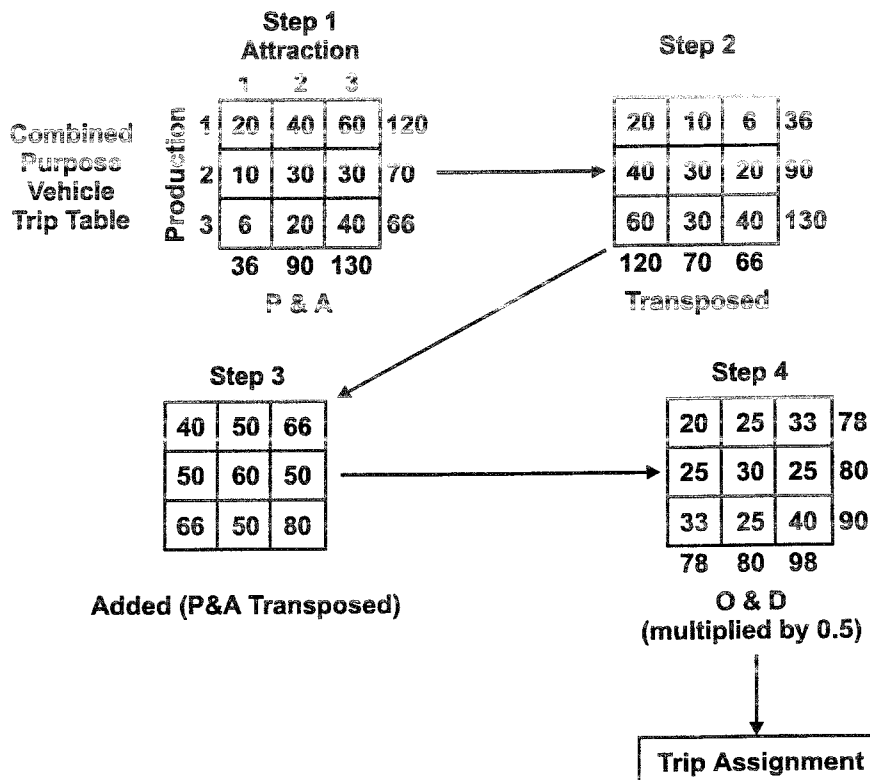 Step 1
Attraction
1 2 3
Combined
Purpose
Vehicle
Trip Table
Production
1 20 40 60 120
2 10 30 30 70
3 6 20 40 66
36 90 130
P & A
Step 2
20 10 6 36
40 30 20 90
60 30 40 130
120 70 66
Transposed
Step 3
40 50 66
50 60 50
66 50 80
Added (P&A Transposed)
Step 4
20 25 33 78
25 30 25 80
33 25 40 90
78 80 98
O & D
(multiplied by 0.5)
Trip Assignment